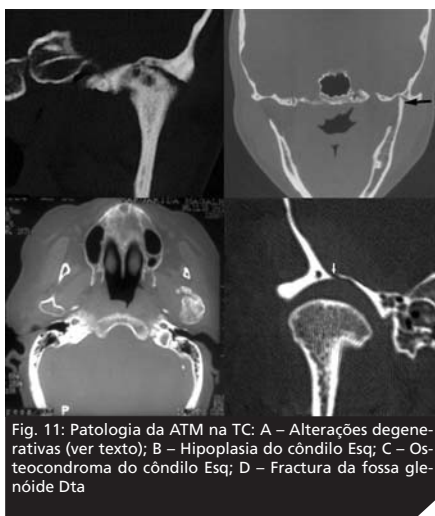 P
Fig. 11: Patologia da ATM na TC: A – Alterações degene-
rativas (ver texto); B – Hipoplasia do côndilo Esq; C – Os-
teocondroma do côndilo Esq; D – Fractura da fossa gle-
nóide Dta